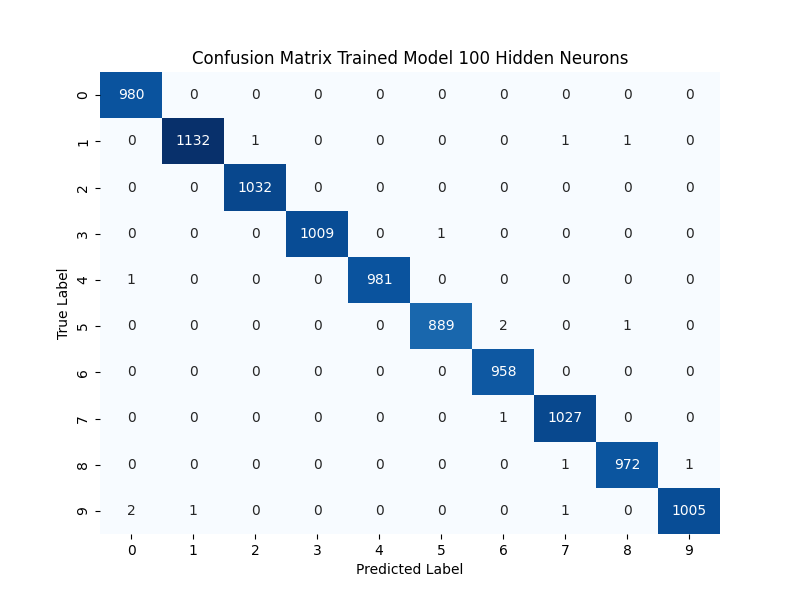 Confusion Matrix Trained Model 100 Hidden Neurons
0 980 0 0 0 0 0 0 0 0 0
1 0 1132 1 0 0 0 0 1 1 0
2 0 0 1032 0 0 0 0 0 0 0
3 0 0 0 1009 0 1 0 0 0 0
4 1 0 0 0 981 0 0 0 0 0
5 0 0 0 0 0 889 2 0 1 0
6 0 0 0 0 0 0 958 0 0 0
7 0 0 0 0 0 0 1 1027 0 0
8 0 0 0 0 0 0 0 1 972 1
9 2 1 0 0 0 0 0 1 0 1005
True Label
0 1 2 3 4 5 6 7 8 9
Predicted Label